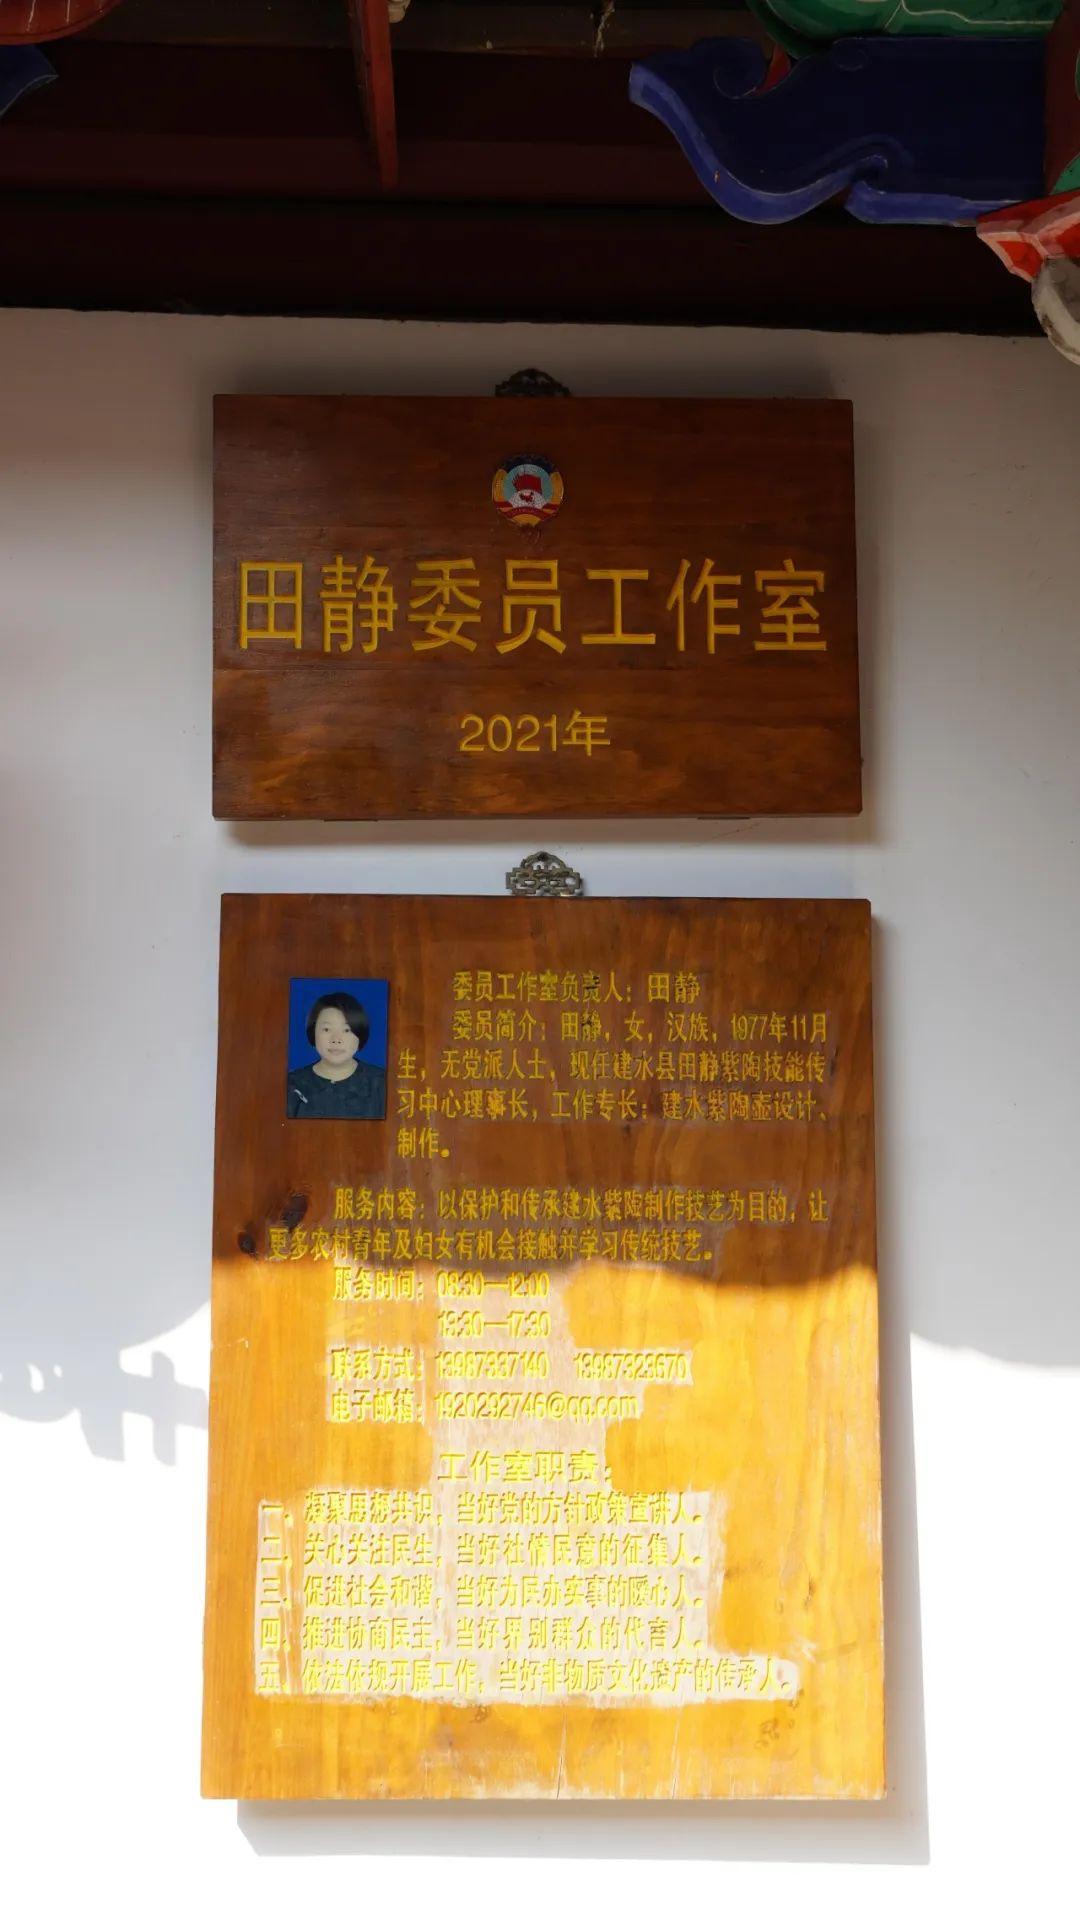 田静委员工作室
2021年
委员工作室负责人：田静
委员简介：田静，女，汉族，1977年11月
生，无党派人士，现任建水县田静紫陶技能传
习中心理事长，工作专长：建水紫陶壶设计、
制作。
服务内容：以保护和传承建水紫陶制作技艺为目的，让
更多农村青年及妇女有机会接触并学习传统技艺。
服务时间：08:30—12:00
13:30—17:30
联系方式：13987337140 13987323670
电子邮箱：1920292746@qq.com
工作室职责：
一、凝聚思想共识，当好党的方针政策宣讲人。
二、关心关注民生，当好社情民意的征集人。
三、促进社会和谐，当好为民办实事的暖心人。
四、推进协商民主，当好界别群众的代言人。
五、依法依规开展工作，当好非物质文化遗产的传承人。